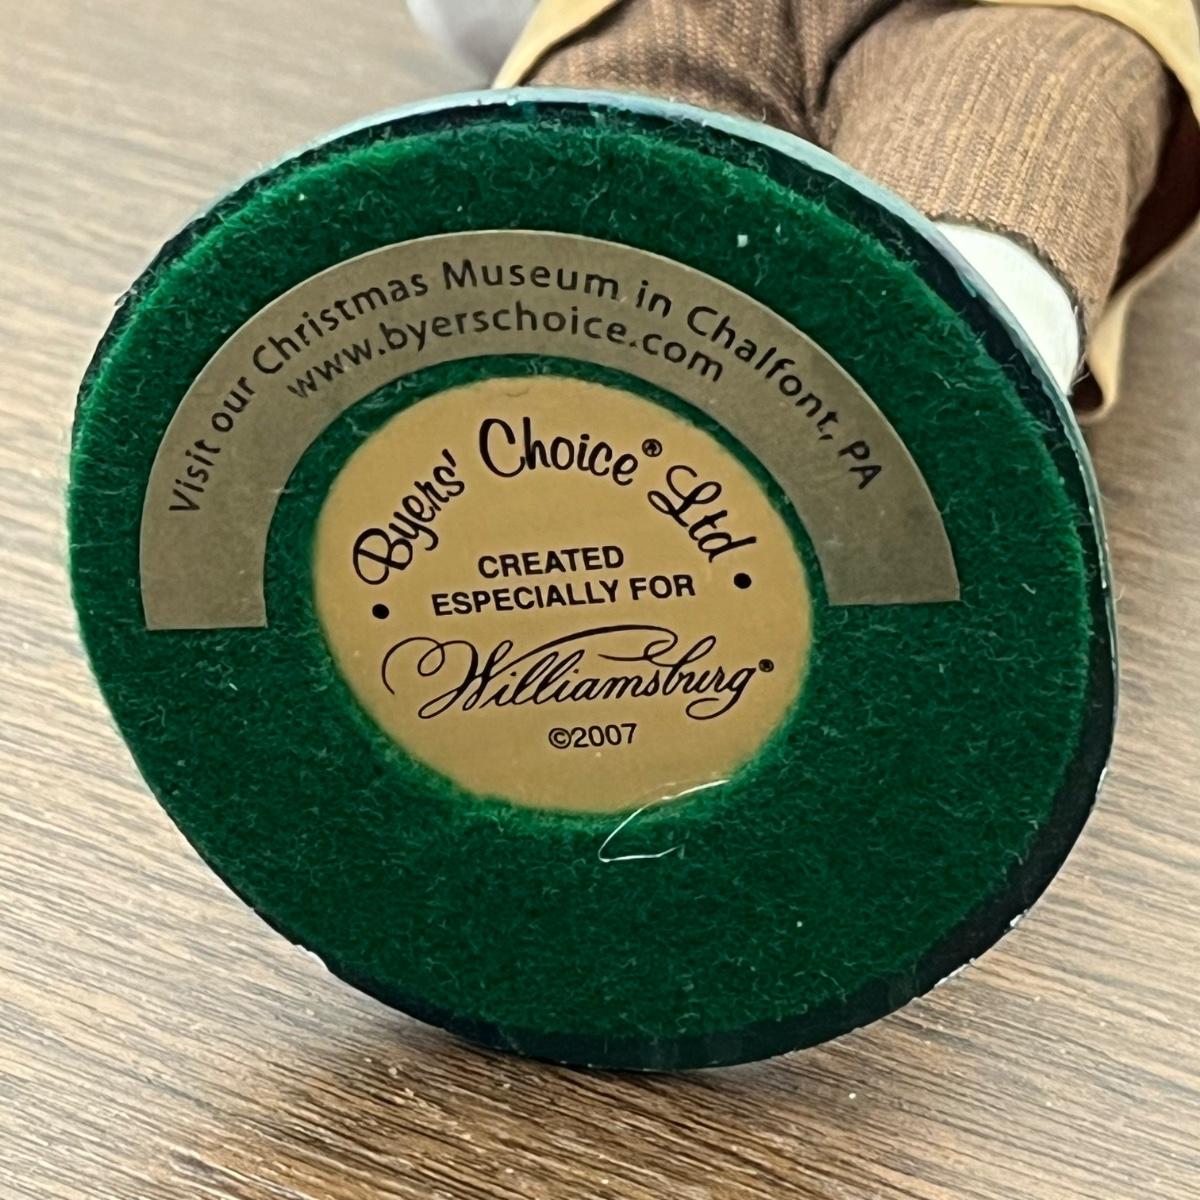 Visit our Christmas Museum in Chalfont, PA
www.byerschoice.com
Byers' Choice® Ltd
• CREATED •
ESPECIALLY FOR
Williamsburg®
©2007